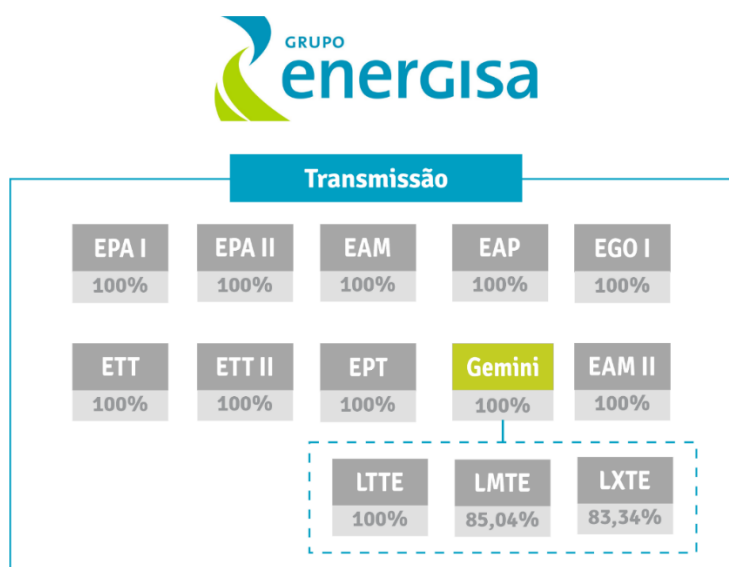 GRUPO
energisa
Transmissão
EPA I EPA II EAM EAP EGO I
100% 100% 100% 100% 100%
ETT ETT II EPT Gemini EAM II
100% 100% 100% 100% 100%
LTTE LMTE LXTE
100% 85,04% 83,34%